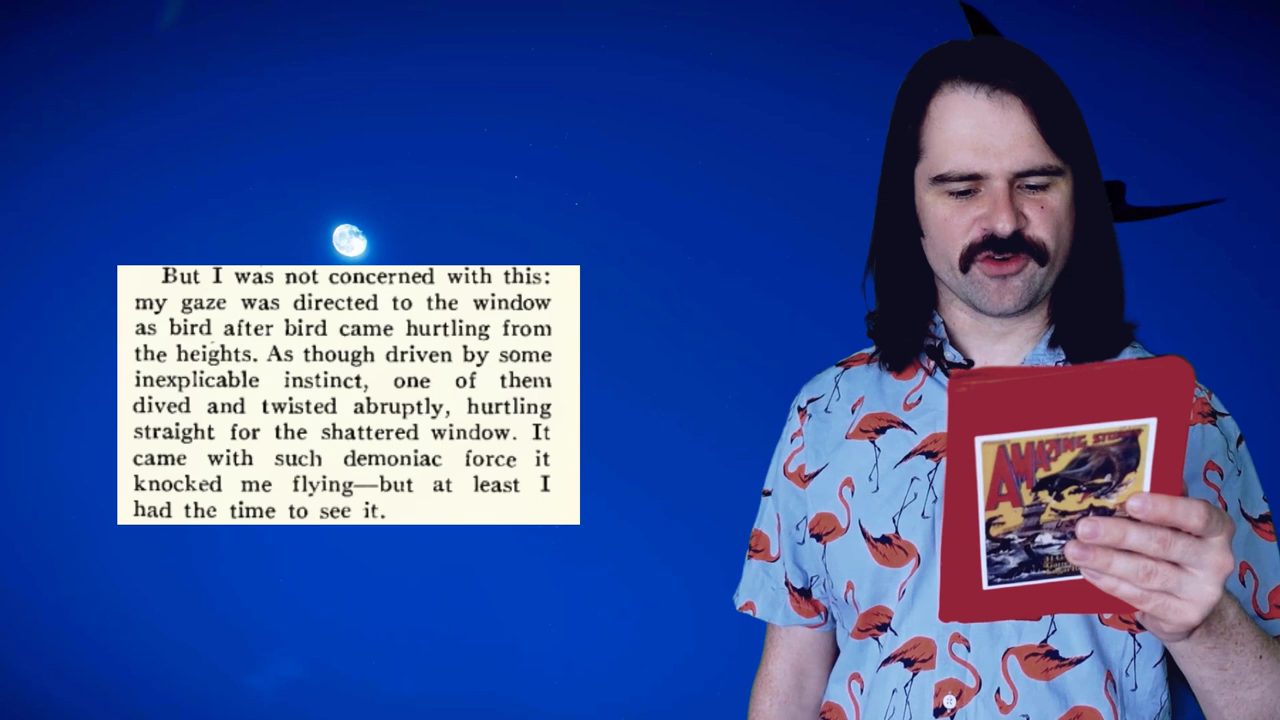 But I was not concerned with this:
my gaze was directed to the window
as bird after bird came hurtling from
the heights. As though driven by some
inexplicable instinct, one of them
dived and twisted abruptly, hurtling
straight for the shattered window. It
came with such demoniac force it
knocked me flying—but at least I
had the time to see it.
AMAZING STORIES